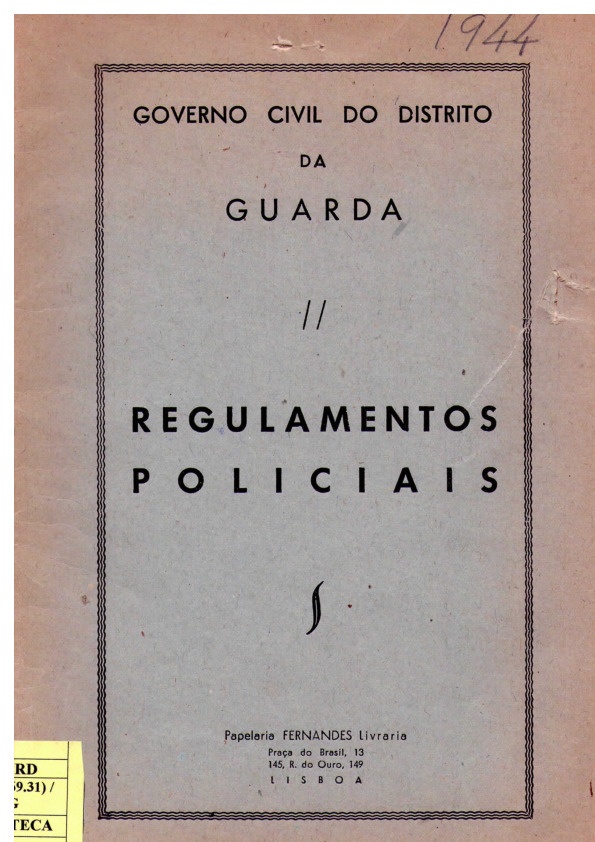 1944
GOVERNO CIVIL DO DISTRITO
DA
GUARDA
//
REGULAMENTOS
POLICIAIS
Papelaria FERNANDES Livraria
Praça do Brasil, 13
145, R. do Ouro, 149
LISBOA
RD
9.31) /
G
TECA